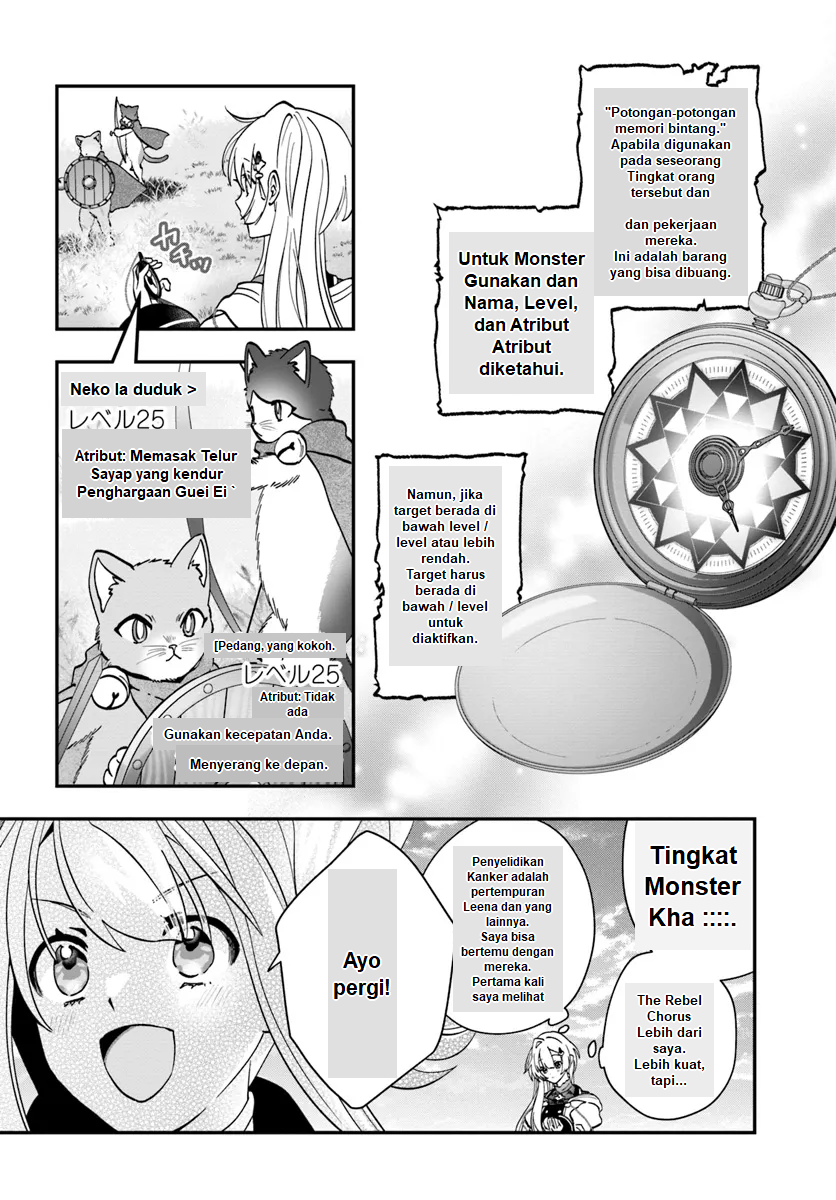 "Potongan-potongan
memori bintang."
Apabila digunakan
pada seseorang
Tingkat orang
tersebut dan
dan pekerjaan
mereka.
Ini adalah barang
yang bisa dibuang.
Untuk Monster
Gunakan dan
Nama, Level,
dan Atribut
Atribut
diketahui.
Namun, jika
target berada di
bawah level /
level atau lebih
rendah.
Target harus
berada di
bawah / level
untuk
diaktifkan.
Neko la duduk >
レベル25
Atribut: Memasak Telur
Sayap yang kendur
Penghargaan Guei Ei `
[Pedang, yang kokoh.
レベル25
Atribut: Tidak
ada
Gunakan kecepatan Anda.
Menyerang ke depan.
Tingkat
Monster
Kha ::::.
The Rebel
Chorus
Lebih dari
saya.
Lebih kuat,
tapi...
Penyelidikan
Kanker adalah
pertempuran
Leena dan yang
lainnya.
Saya bisa
bertemu dengan
mereka.
Pertama kali
saya melihat
Ayo
pergi!